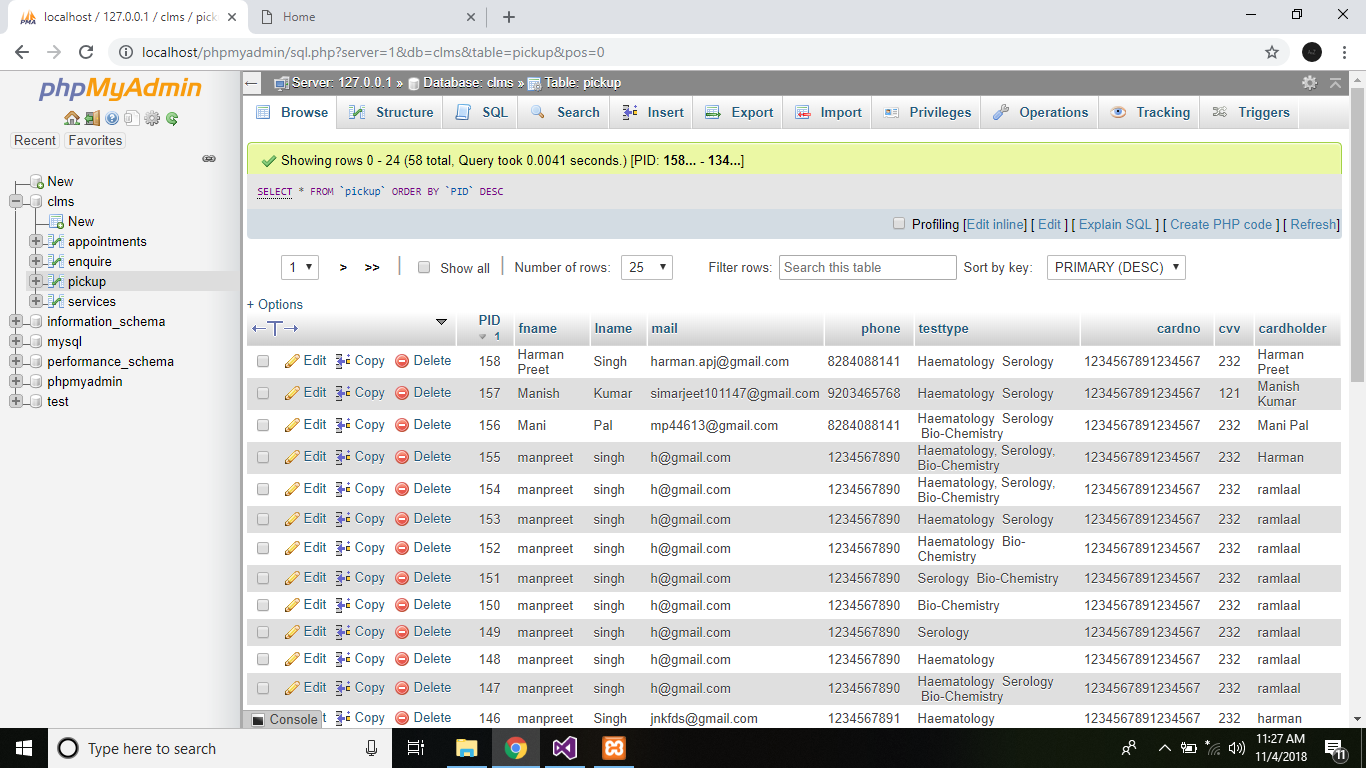 localhost / 127.0.0.1 / clms / pick
Home
localhost/phpmyadmin/sql.php?server=1&db=clms&table=pickup&pos=0
phpMyAdmin
Recent Favorites
New
clms
New
appointments
enquire
pickup
services
information_schema
mysql
performance_schema
phpmyadmin
test
Server: 127.0.0.1 » Database: clms » Table: pickup
Browse Structure SQL Search Insert Export Import Privileges Operations Tracking Triggers
Showing rows 0 - 24 (58 total, Query took 0.0041 seconds.) [PID: 158... - 134...]
SELECT * FROM `pickup` ORDER BY `PID` DESC
Profiling [Edit inline] [ Edit ] [ Explain SQL ] [ Create PHP code ] [ Refresh]
1 > >> Show all Number of rows: 25 Filter rows: Search this table Sort by key: PRIMARY (DESC)
+ Options
←T→ PID 1 fname lname mail phone testtype cardno cvv cardholder
Edit Copy Delete 158 Harman Preet Singh harman.apj@gmail.com 8284088141 Haematology Serology 1234567891234567 232 Harman Preet
Edit Copy Delete 157 Manish Kumar simarjeet101147@gmail.com 9203465768 Haematology Serology 1234567891234567 121 Manish Kumar
Edit Copy Delete 156 Mani Pal mp44613@gmail.com 8284088141 Haematology Serology Bio-Chemistry 1234567891234567 232 Mani Pal
Edit Copy Delete 155 manpreet singh h@gmail.com 1234567890 Haematology, Serology, Bio-Chemistry 1234567891234567 232 Harman
Edit Copy Delete 154 manpreet singh h@gmail.com 1234567890 Haematology, Serology, Bio-Chemistry 1234567891234567 232 ramlaal
Edit Copy Delete 153 manpreet singh h@gmail.com 1234567890 Haematology Serology 1234567891234567 232 ramlaal
Edit Copy Delete 152 manpreet singh h@gmail.com 1234567890 Haematology Bio-Chemistry 1234567891234567 232 ramlaal
Edit Copy Delete 151 manpreet singh h@gmail.com 1234567890 Serology Bio-Chemistry 1234567891234567 232 ramlaal
Edit Copy Delete 150 manpreet singh h@gmail.com 1234567890 Bio-Chemistry 1234567891234567 232 ramlaal
Edit Copy Delete 149 manpreet singh h@gmail.com 1234567890 Serology 1234567891234567 232 ramlaal
Edit Copy Delete 148 manpreet singh h@gmail.com 1234567890 Haematology 1234567891234567 232 ramlaal
Edit Copy Delete 147 manpreet singh h@gmail.com 1234567890 Haematology Serology Bio-Chemistry 1234567891234567 232 ramlaal
Console t Copy Delete 146 manpreet Singh jnkfds@gmail.com 1234567891 Haematology 1234567891234567 232 harman
Type here to search
11:27 AM
11/4/2018
11